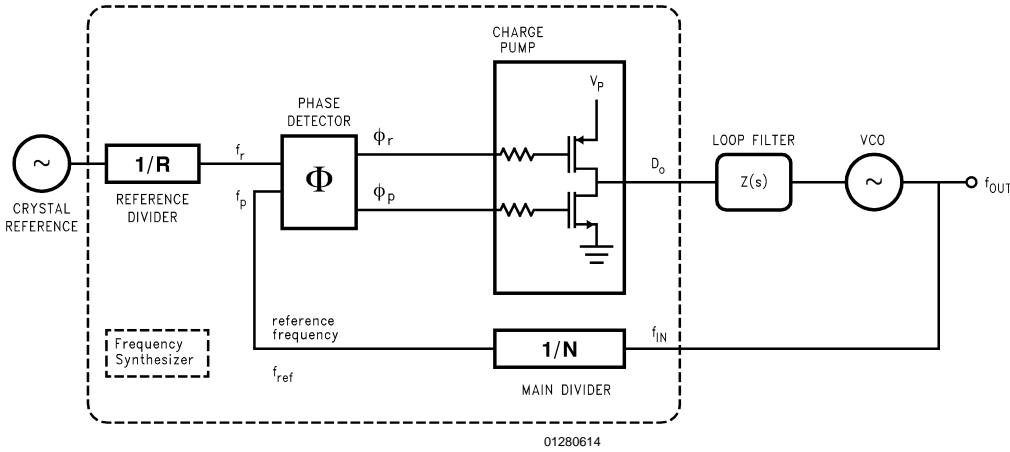 CHARGE
PUMP
V_P
PHASE
DETECTOR
LOOP FILTER
VCO
~
1/R
f_r
f_p
Φ
ϕ_r
ϕ_p
D_o
Z(s)
~
f_OUT
CRYSTAL
REFERENCE
REFERENCE
DIVIDER
reference
frequency
f_ref
1/N
f_IN
MAIN DIVIDER
Frequency
Synthesizer
01280614